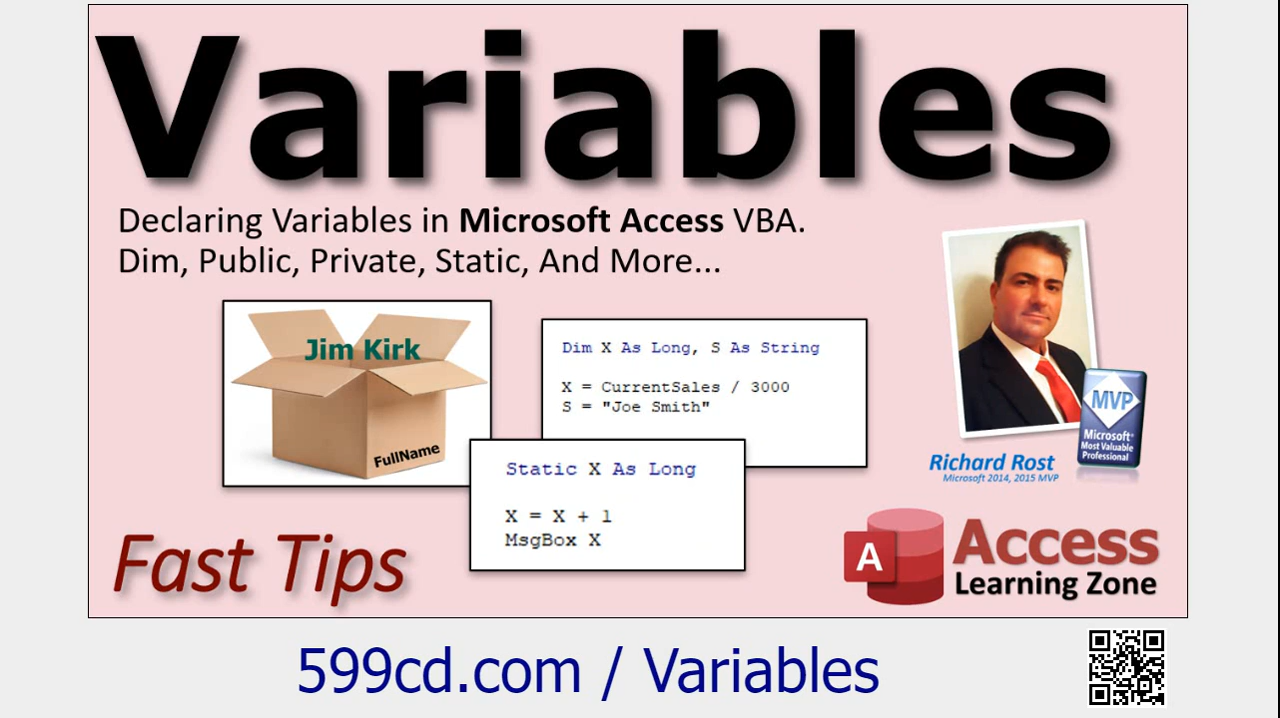 Variables
Declaring Variables in Microsoft Access VBA.
Dim, Public, Private, Static, And More...
Jim Kirk
FullName
Dim X As Long, S As String
X = CurrentSales / 3000
S = "Joe Smith"
Static X As Long
X = X + 1
MsgBox X
MVP
Microsoft®
Most Valuable
Professional
Richard Rost
Microsoft 2014, 2015 MVP
Fast Tips
A
Access
Learning Zone
599cd.com / Variables